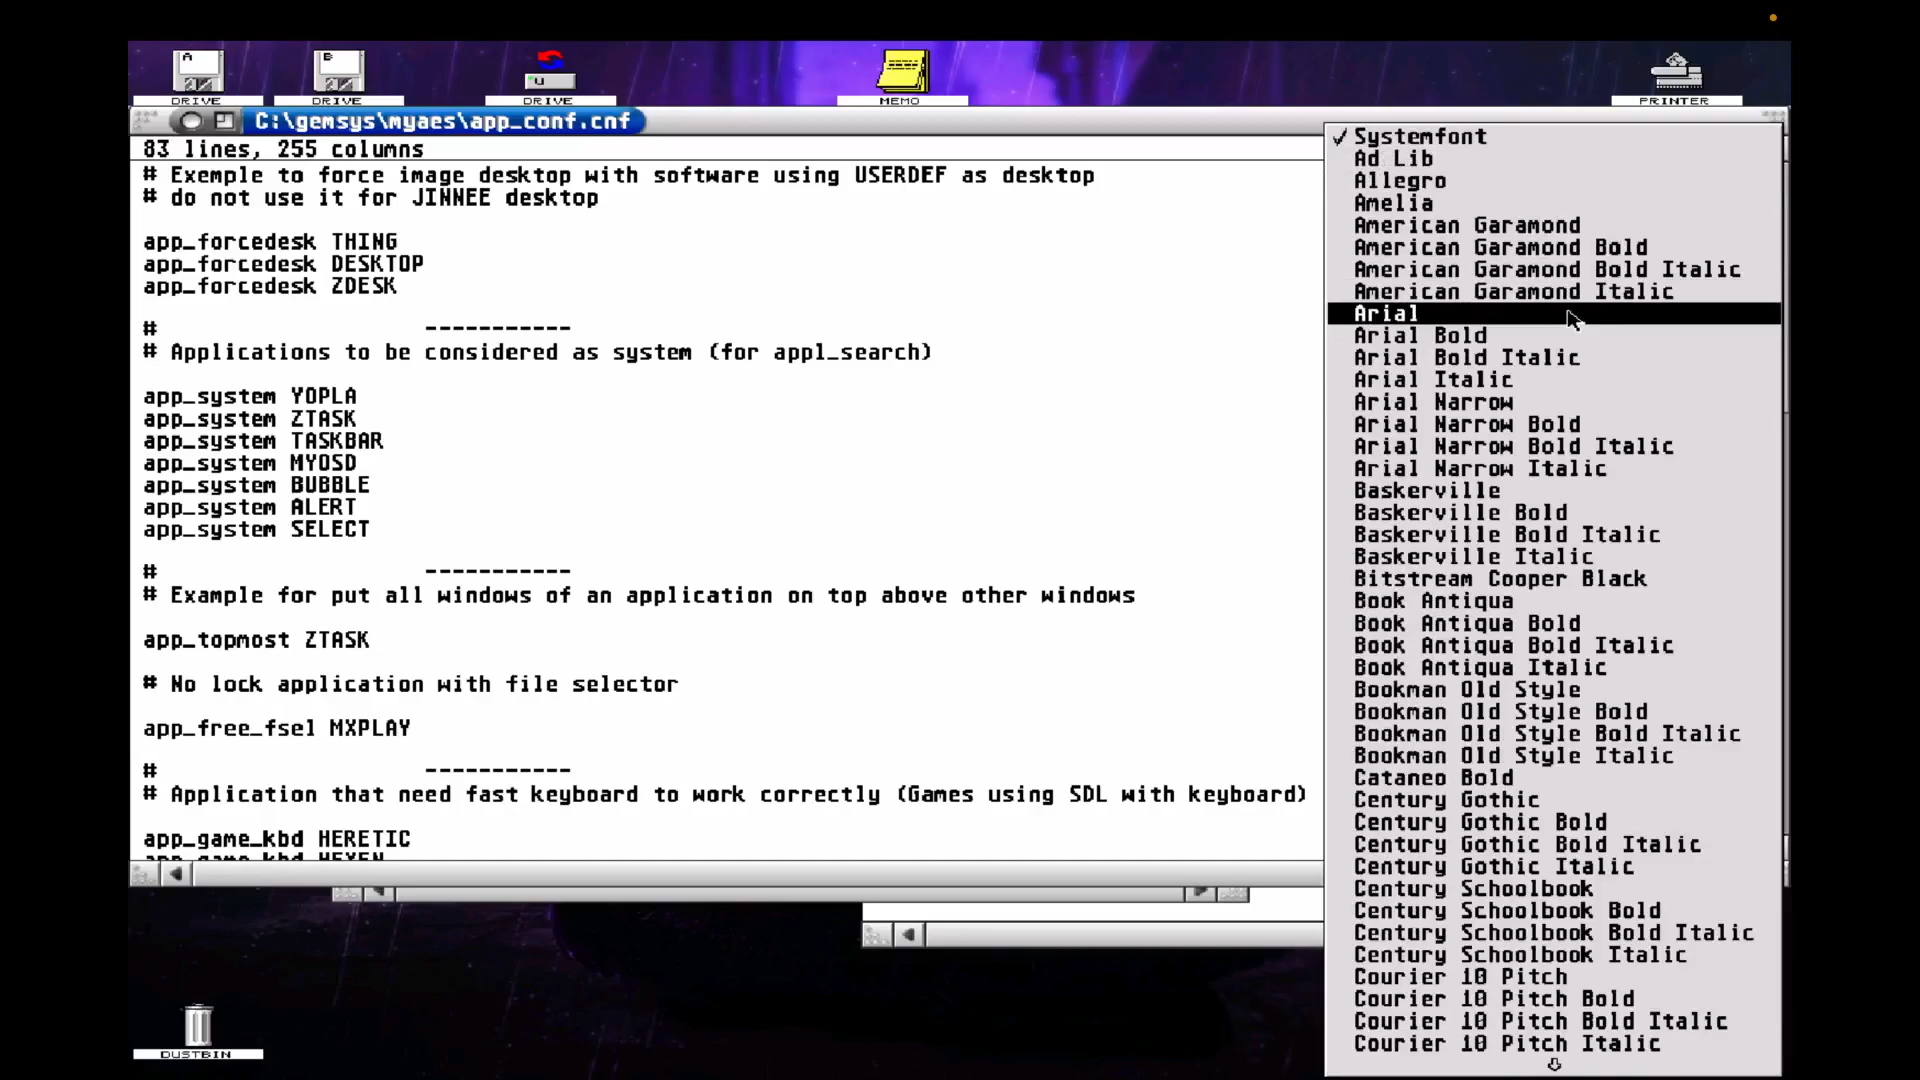 A
B
U
DRIVE
DRIVE
DRIVE
MEMO
PRINTER
C:\gemsys\myaes\app_conf.cnf
83 lines, 255 columns
# Exemple to force image desktop with software using USERDEF as desktop
# do not use it for JINNEE desktop
app_forcedesk THING
app_forcedesk DESKTOP
app_forcedesk ZDESK
# -----------
# Applications to be considered as system (for appl_search)
app_system YOPLA
app_system ZTASK
app_system TASKBAR
app_system MYOSD
app_system BUBBLE
app_system ALERT
app_system SELECT
# -----------
# Example for put all windows of an application on top above other windows
app_topmost ZTASK
# No lock application with file selector
app_free_fsel MXPLAY
# -----------
# Application that need fast keyboard to work correctly (Games using SDL with keyboard)
app_game_kbd HERETIC
app_game_kbd HEXEN
✓ Systemfont
Ad Lib
Allegro
Amelia
American Garamond
American Garamond Bold
American Garamond Bold Italic
American Garamond Italic
Arial
Arial Bold
Arial Bold Italic
Arial Italic
Arial Narrow
Arial Narrow Bold
Arial Narrow Bold Italic
Arial Narrow Italic
Baskerville
Baskerville Bold
Baskerville Bold Italic
Baskerville Italic
Bitstream Cooper Black
Book Antiqua
Book Antiqua Bold
Book Antiqua Bold Italic
Book Antiqua Italic
Bookman Old Style
Bookman Old Style Bold
Bookman Old Style Bold Italic
Bookman Old Style Italic
Cataneo Bold
Century Gothic
Century Gothic Bold
Century Gothic Bold Italic
Century Gothic Italic
Century Schoolbook
Century Schoolbook Bold
Century Schoolbook Bold Italic
Century Schoolbook Italic
Courier 10 Pitch
Courier 10 Pitch Bold
Courier 10 Pitch Bold Italic
Courier 10 Pitch Italic
DUSTBIN